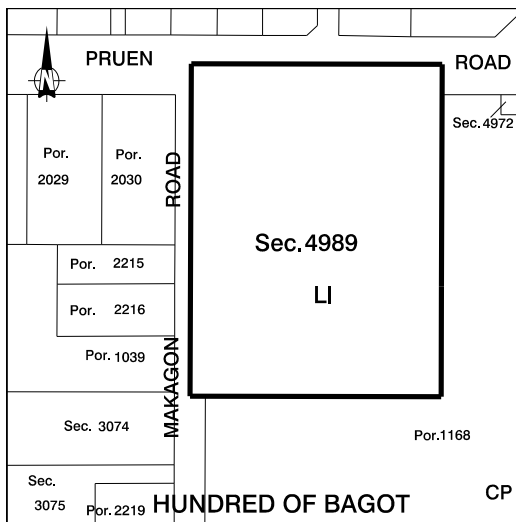 PRUEN ROAD
N
Sec. 4972
Por. 2029
Por. 2030
ROAD
Sec. 4989
LI
Por. 2215
Por. 2216
Por. 1039
MAKAGON
Sec. 3074
Por.1168
Sec. 3075
Por. 2219
HUNDRED OF BAGOT
CP